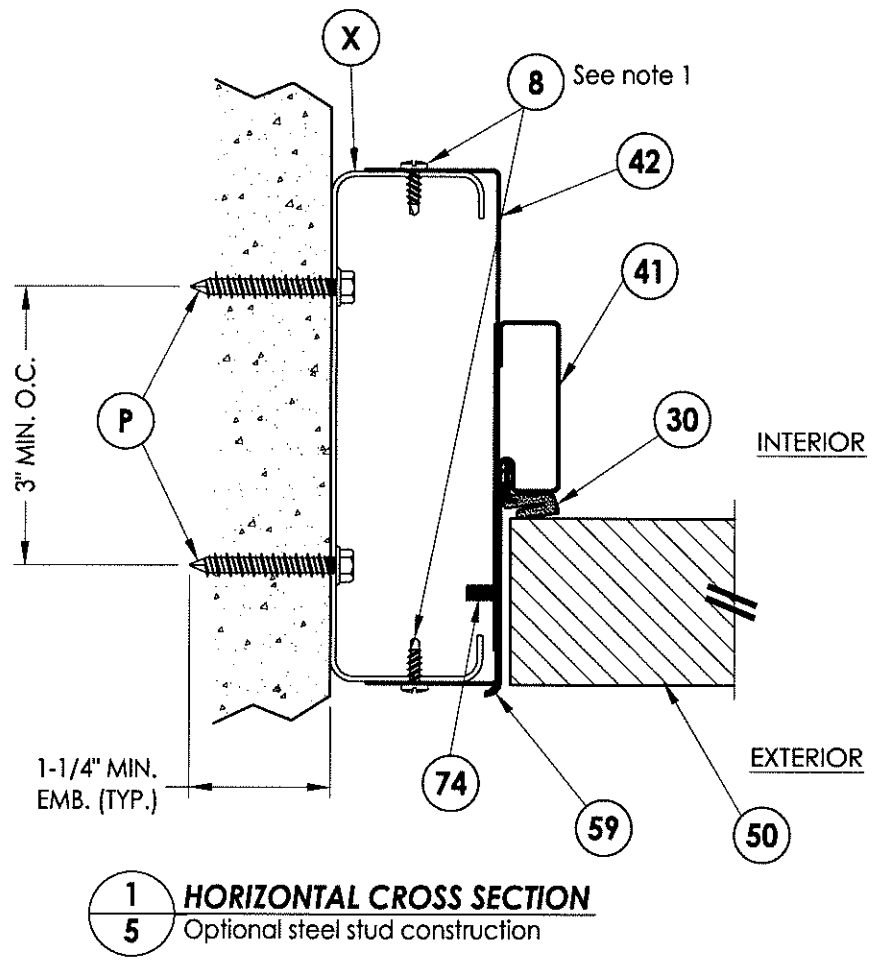 X
8 See note 1
42
41
30
INTERIOR
3" MIN. O.C.
P
EXTERIOR
1-1/4" MIN.
EMB. (TYP.)
74
59
50
1 HORIZONTAL CROSS SECTION
5 Optional steel stud construction